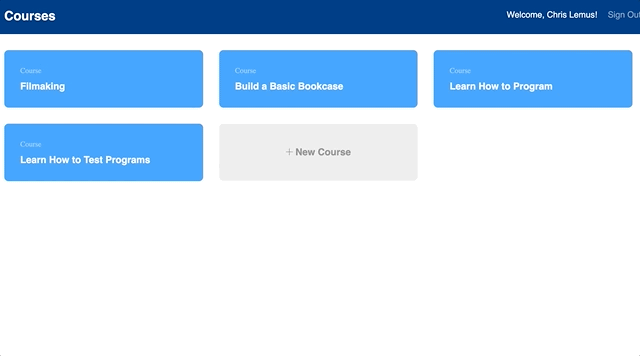 Courses
Welcome, Chris Lemus!
Sign Out
Course
Filmaking
Course
Build a Basic Bookcase
Course
Learn How to Program
Course
Learn How to Test Programs
+ New Course